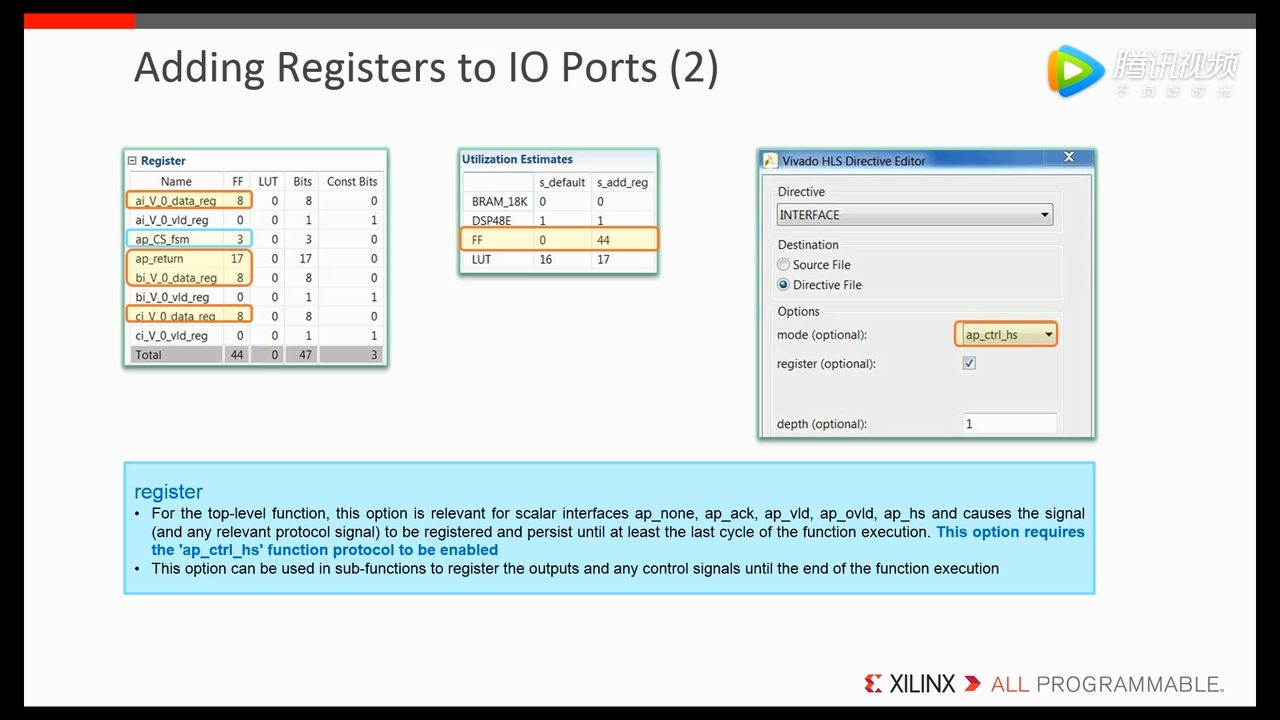 Adding Registers to IO Ports (2)
腾讯视频
不负好时光
Register
Name FF LUT Bits Const Bits
ai_V_0_data_reg 8 0 8 0
ai_V_0_vld_reg 0 0 1 1
ap_CS_fsm 3 0 3 0
ap_return 17 0 17 0
bi_V_0_data_reg 8 0 8 0
bi_V_0_vld_reg 0 0 1 1
ci_V_0_data_reg 8 0 8 0
ci_V_0_vld_reg 0 0 1 1
Total 44 0 47 3
Utilization Estimates
s_default s_add_reg
BRAM_18K 0 0
DSP48E 1 1
FF 0 44
LUT 16 17
Vivado HLS Directive Editor
Directive
INTERFACE
Destination
Source File
Directive File
Options
mode (optional): ap_ctrl_hs
register (optional):
depth (optional): 1
register
• For the top-level function, this option is relevant for scalar interfaces ap_none, ap_ack, ap_vld, ap_ovld, ap_hs and causes the signal
(and any relevant protocol signal) to be registered and persist until at least the last cycle of the function execution. This option requires
the 'ap_ctrl_hs' function protocol to be enabled
• This option can be used in sub-functions to register the outputs and any control signals until the end of the function execution
XILINX ALL PROGRAMMABLE.